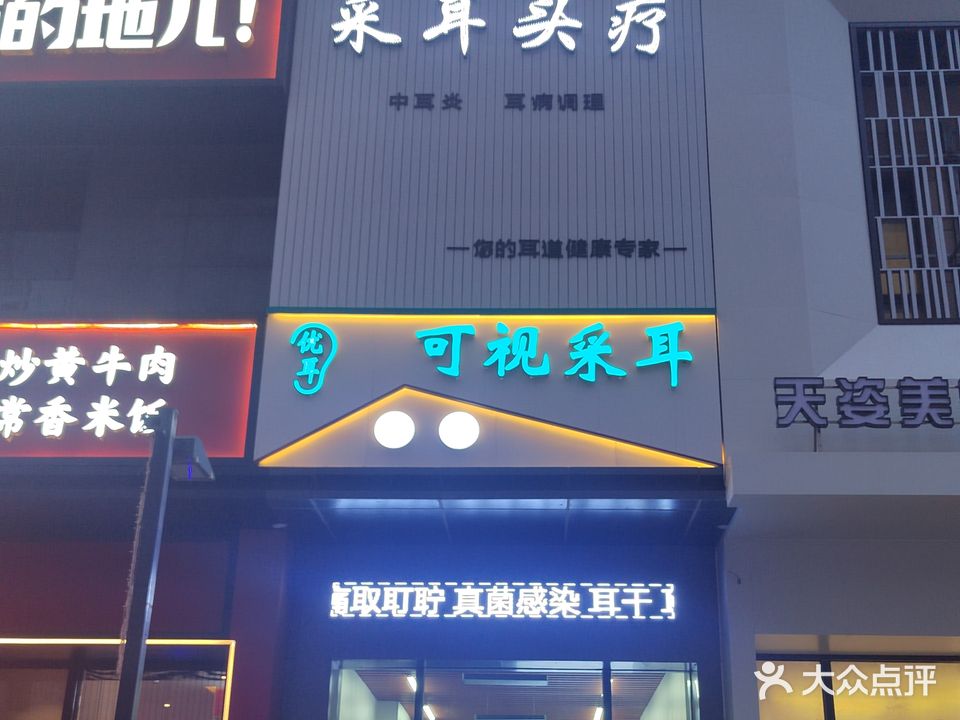 的地儿!
采耳头疗
中耳炎 耳病调理
—您的耳道健康专家—
优耳
可视采耳
炒黄牛肉
常香米饭
天姿美
取耵聍 真菌感染 耳干
大众点评